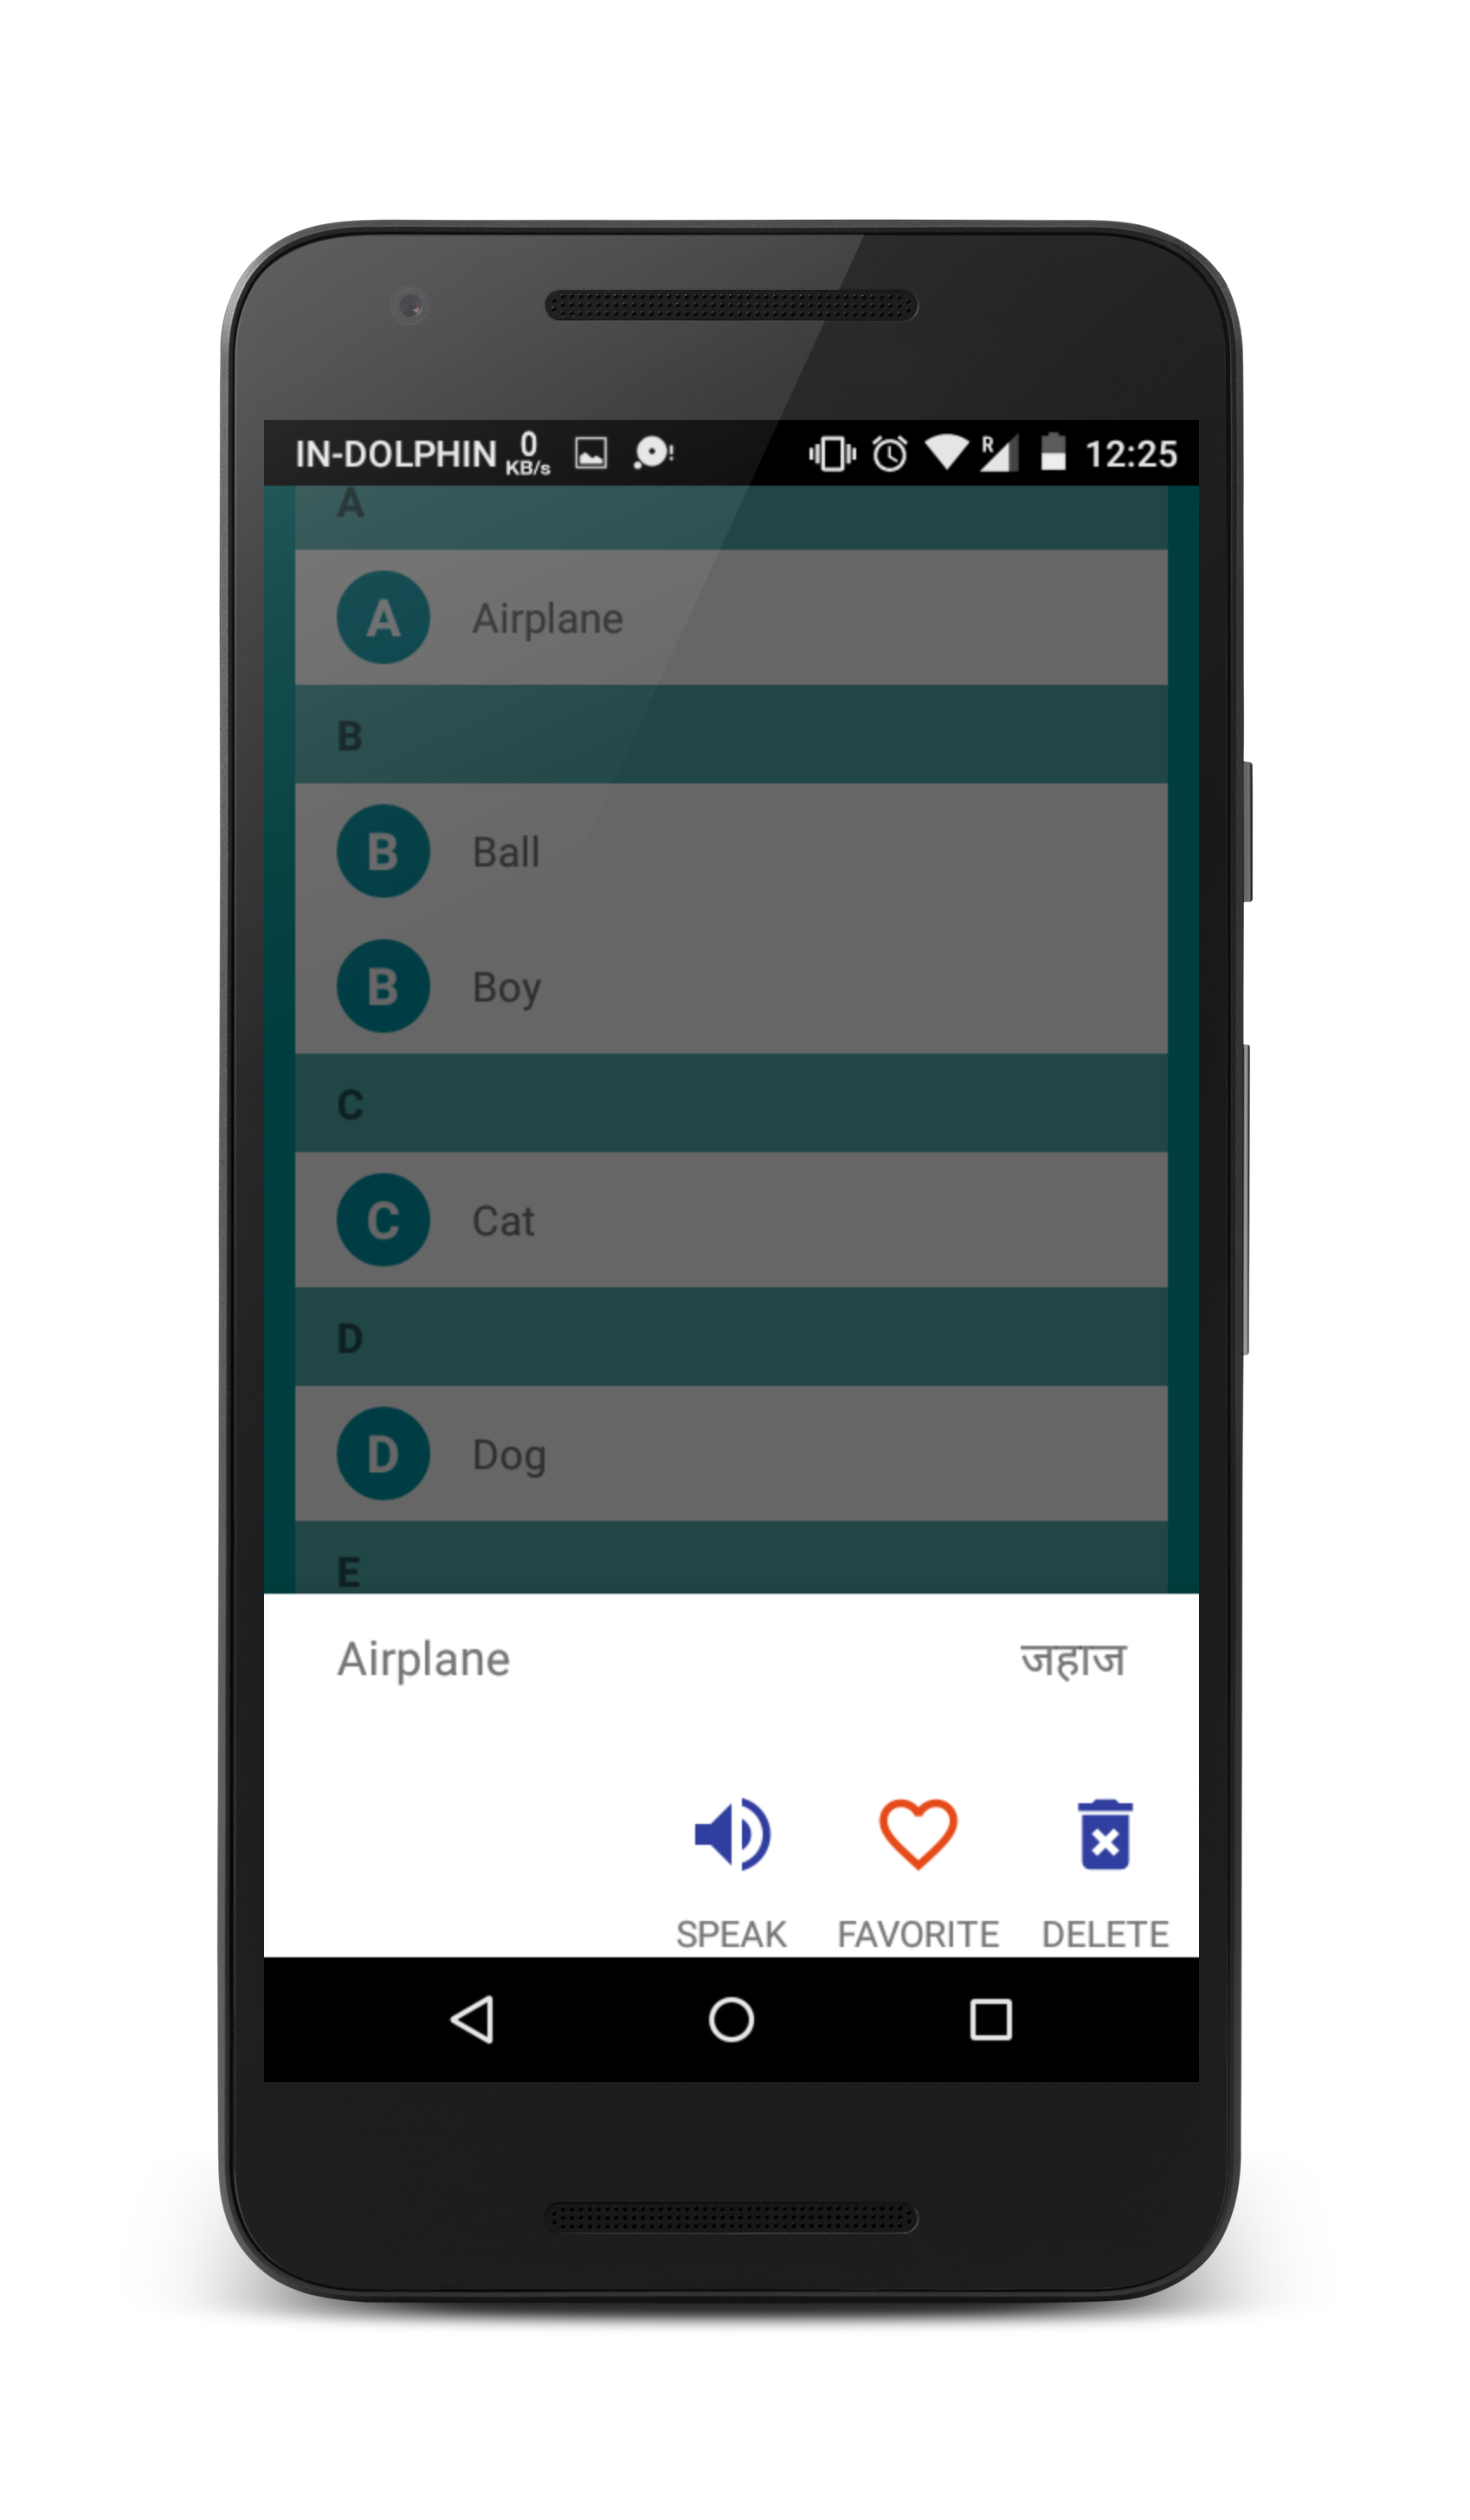 IN-DOLPHIN 0 KB/s R 12:25
A
A Airplane
B
B Ball
B Boy
C
C Cat
D
D Dog
E
Airplane जहाज
SPEAK FAVORITE DELETE